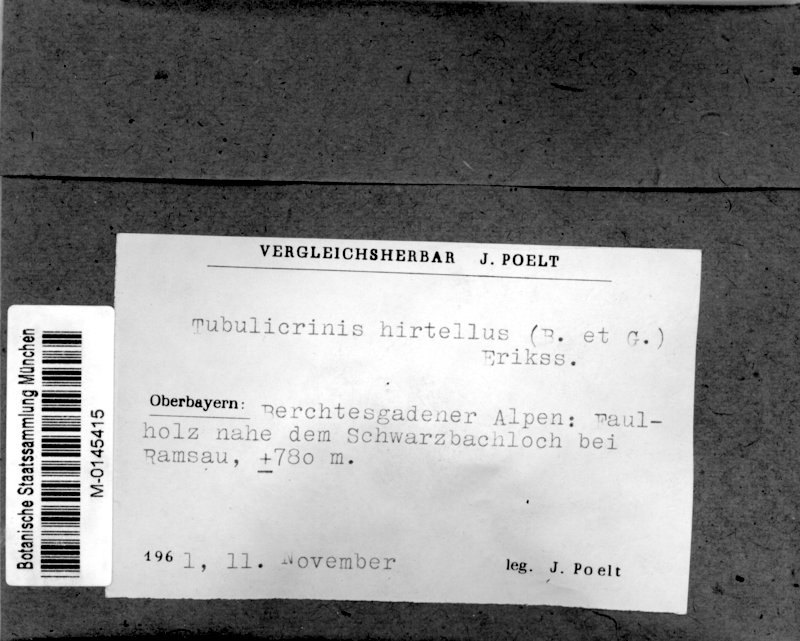 VERGLEICHSHERBAR J. POELT
Tubulicrinis hirtellus (B. et G.)
Erikss.
Oberbayern: Berchtesgadener Alpen: Faul-
holz nahe dem Schwarzbachloch bei
Ramsau, ±780 m.
1961, 11. November
leg. J. Poelt
Botanische Staatssammlung München
M-0145415